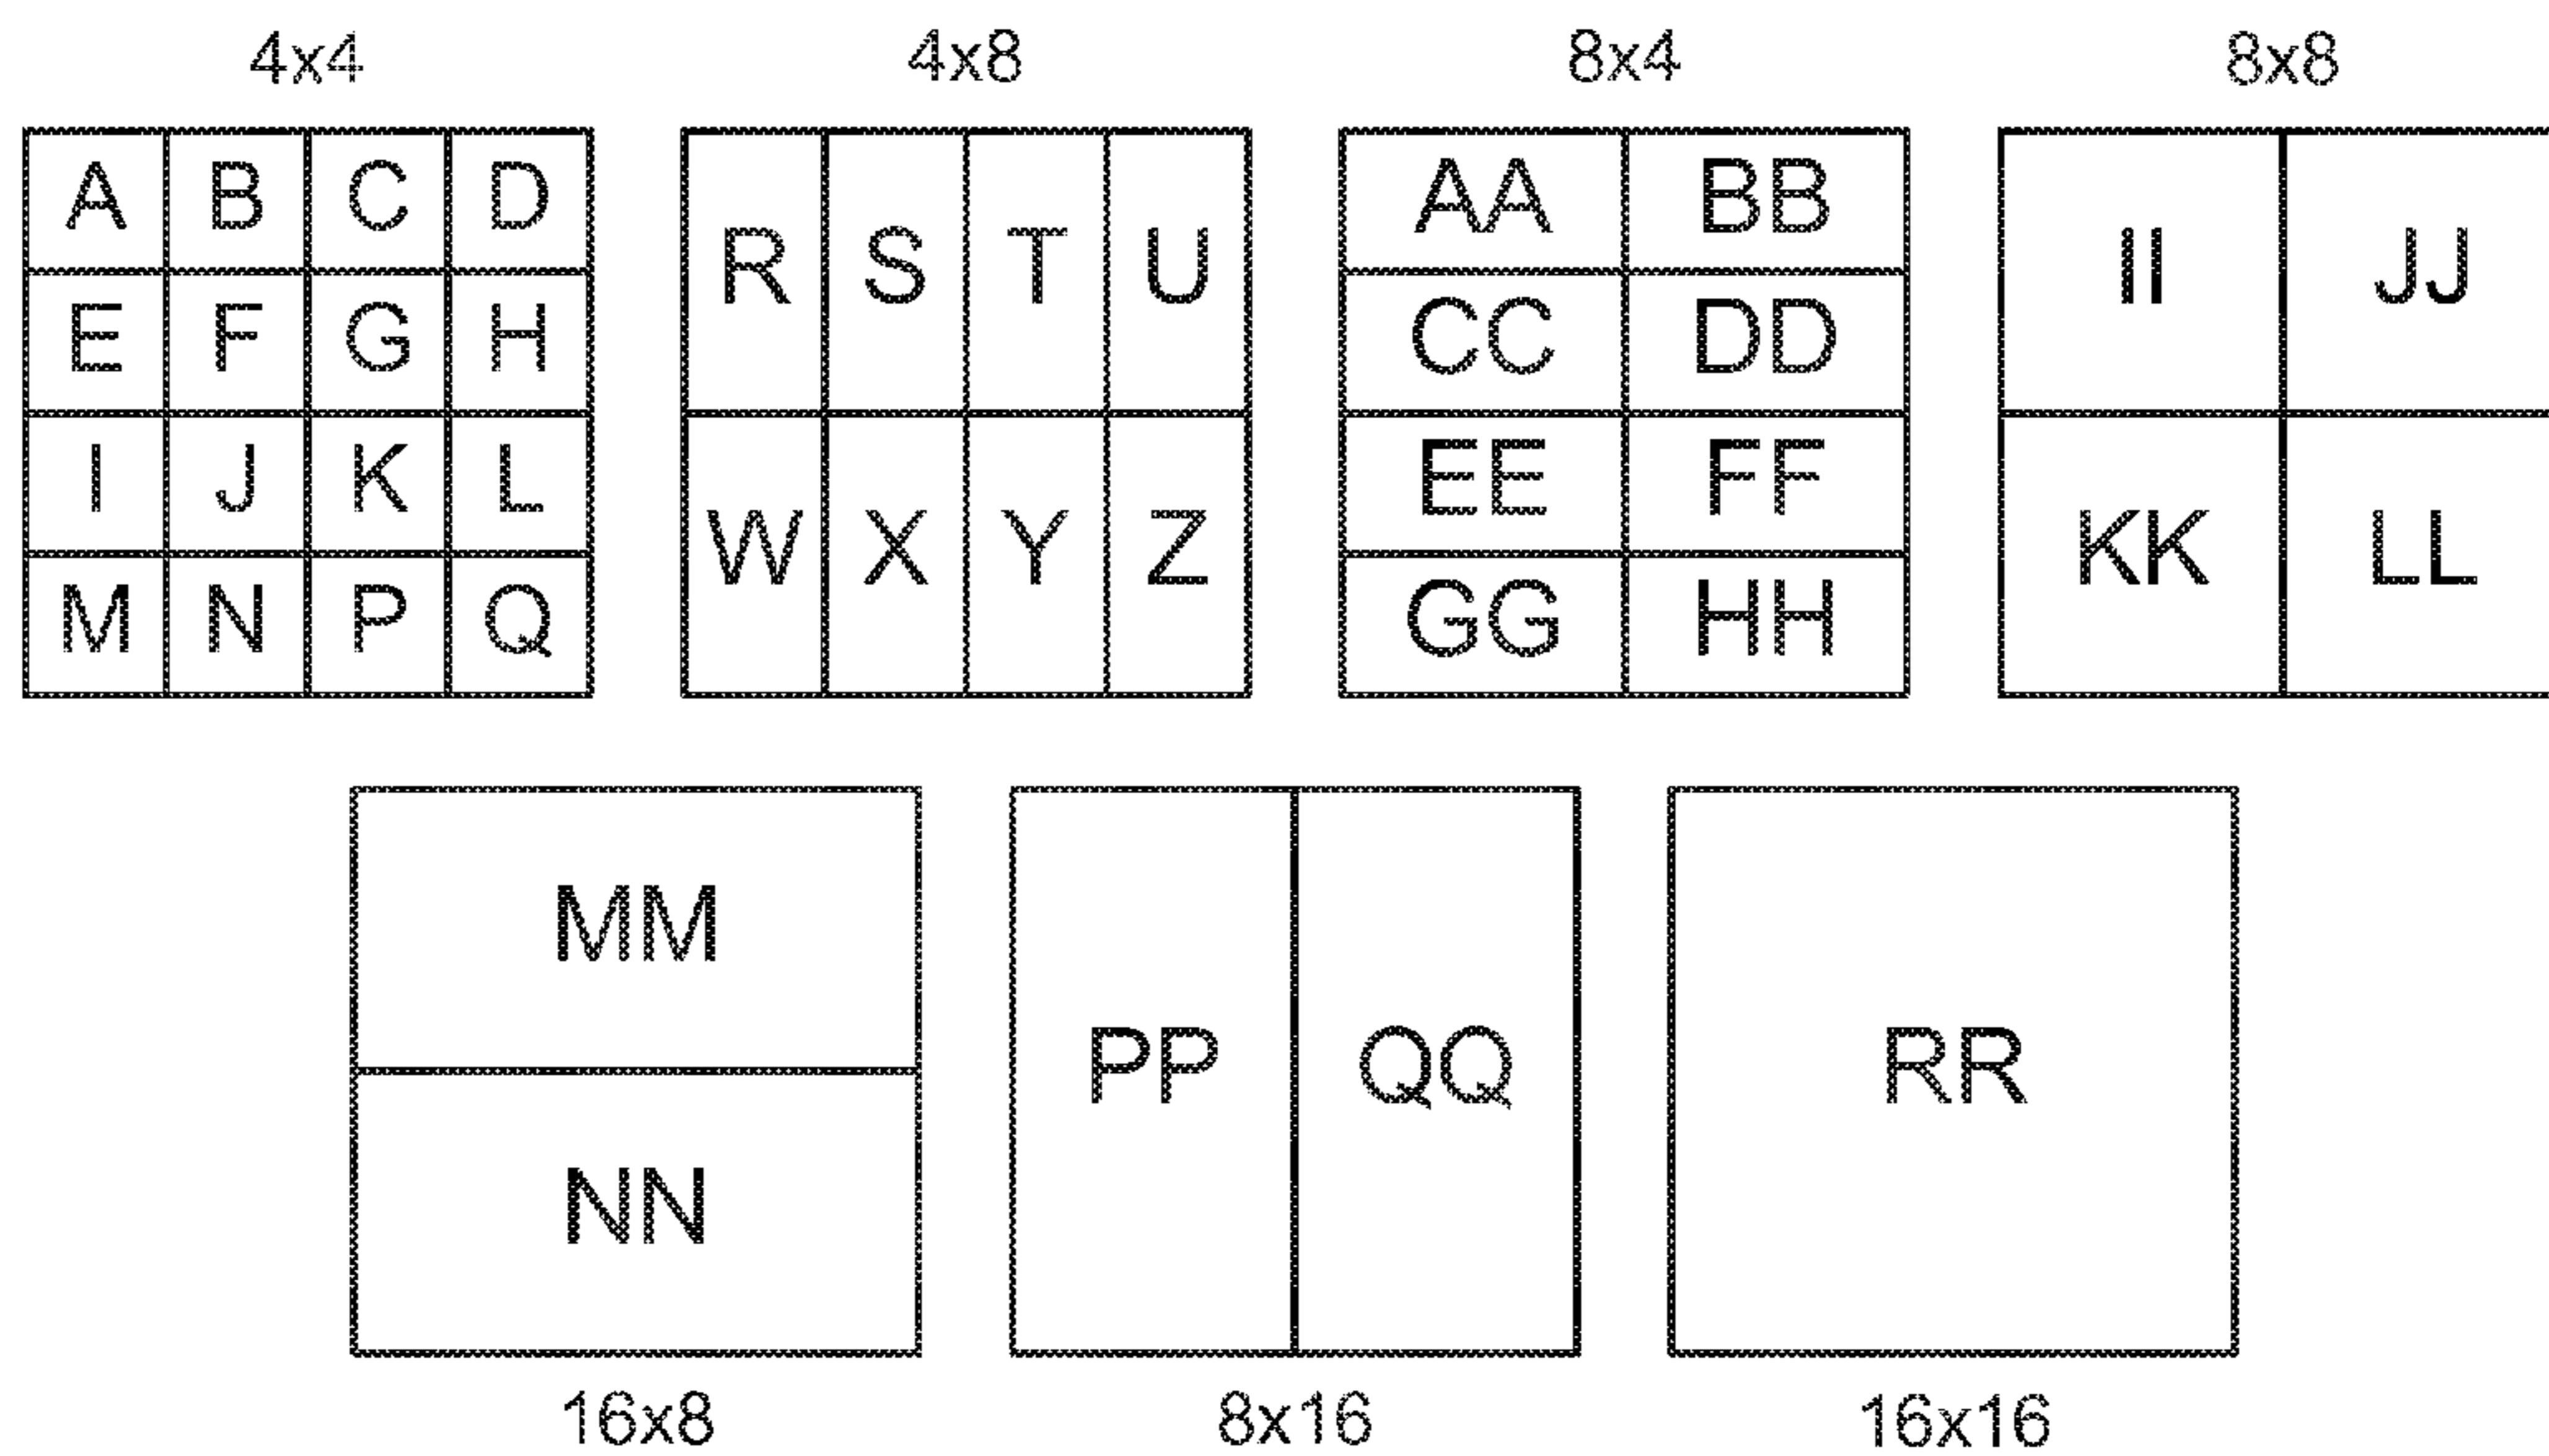 4x4 4x8 8x4 8x8
A B C D
E F G H
I J K L
M N P Q
R S T U
W X Y Z
AA BB
CC DD
EE FF
GG HH
II JJ
KK LL
MM
NN
PP QQ
RR
16x8 8x16 16x16